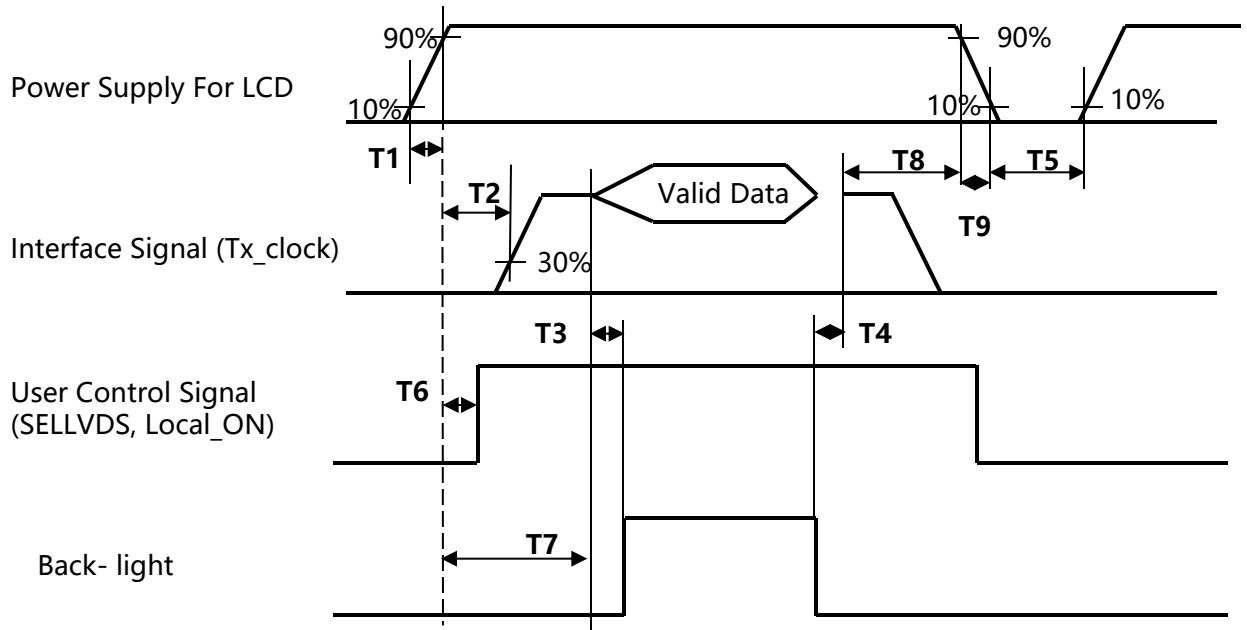 90%
90%
Power Supply For LCD
10%
10%
10%
T1
T8
T5
T2
Valid Data
T9
Interface Signal (Tx_clock)
30%
T3
T4
User Control Signal
(SELLVDS, Local_ON)
T6
T7
Back- light